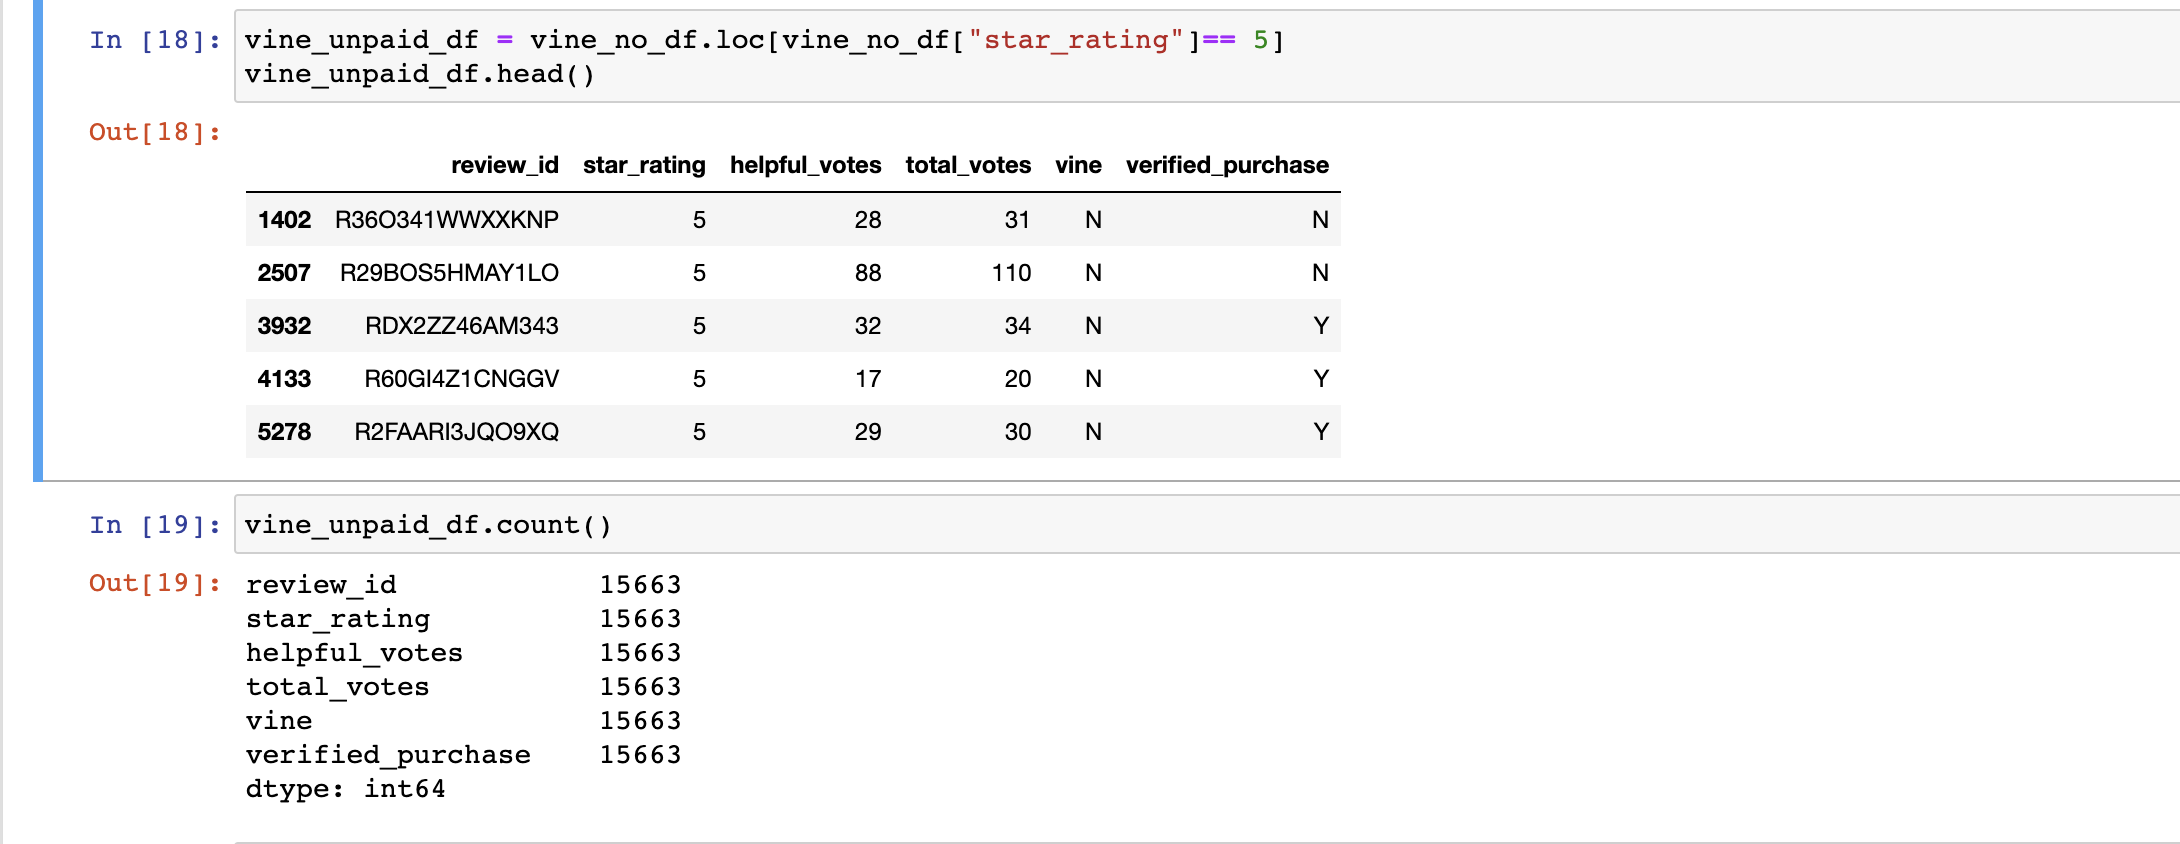 In [18]: vine_unpaid_df = vine_no_df.loc[vine_no_df["star_rating"]== 5]
vine_unpaid_df.head()
Out[18]:
review_id star_rating helpful_votes total_votes vine verified_purchase
1402 R36O341WWXXKNP 5 28 31 N N
2507 R29BOS5HMAY1LO 5 88 110 N N
3932 RDX2ZZ46AM343 5 32 34 N Y
4133 R60GI4Z1CNGGV 5 17 20 N Y
5278 R2FAARI3JQO9XQ 5 29 30 N Y
In [19]: vine_unpaid_df.count()
Out[19]: review_id 15663
star_rating 15663
helpful_votes 15663
total_votes 15663
vine 15663
verified_purchase 15663
dtype: int64